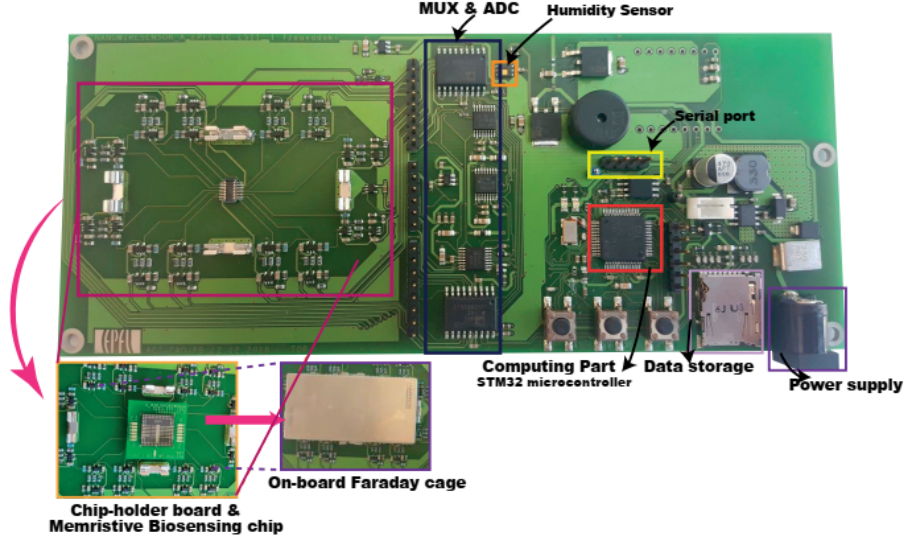 MUX & ADC
Humidity Sensor
Serial port
330
EPFL
Computing Part
STM32 microcontroller
Data storage
Power supply
On-board Faraday cage
Chip-holder board &
Memristive Biosensing chip